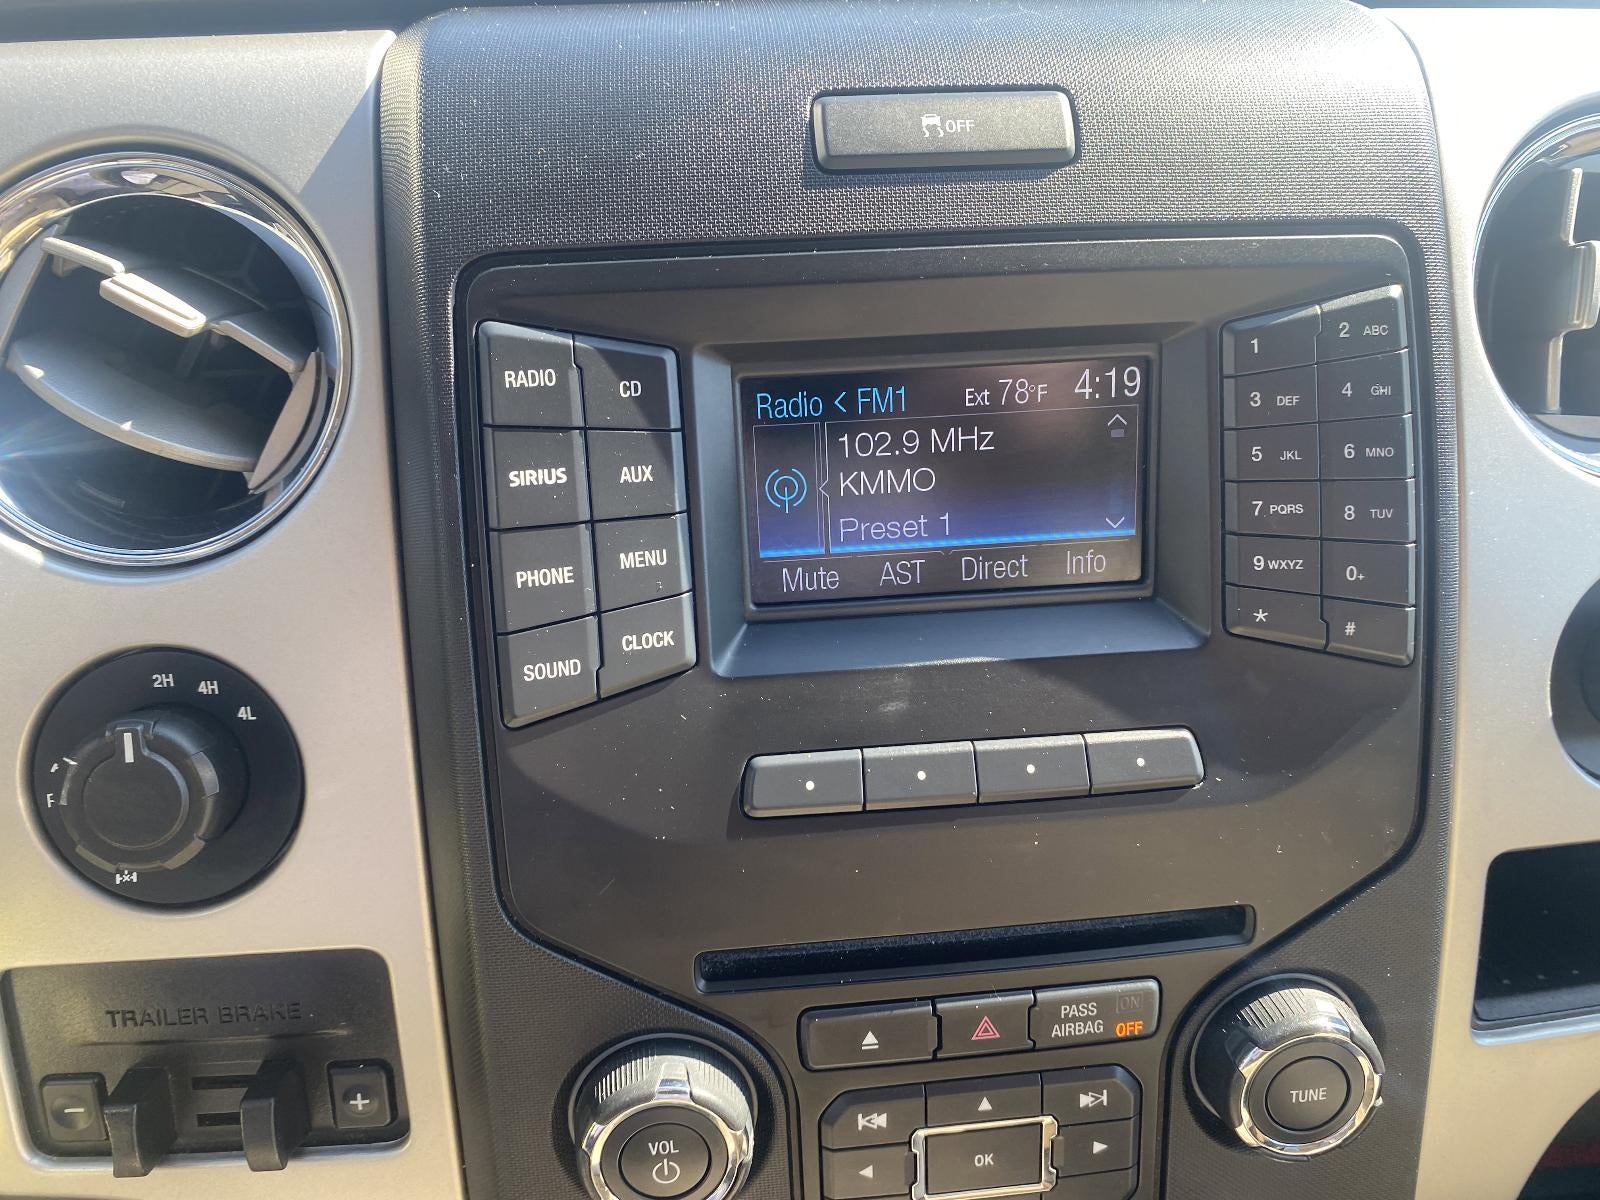 OFF
RADIO
CD
SIRIUS
AUX
PHONE
MENU
SOUND
CLOCK
Radio < FM1 Ext 78°F 4:19
102.9 MHz
KMMO
Preset 1
Mute AST Direct Info
1
2 ABC
3 DEF
4 GHI
5 JKL
6 MNO
7 PQRS
8 TUV
9 WXYZ
0+
*
#
2H 4H 4L
TRAILER BRAKE
- +
PASS AIRBAG
ON
OFF
VOL
OK
TUNE